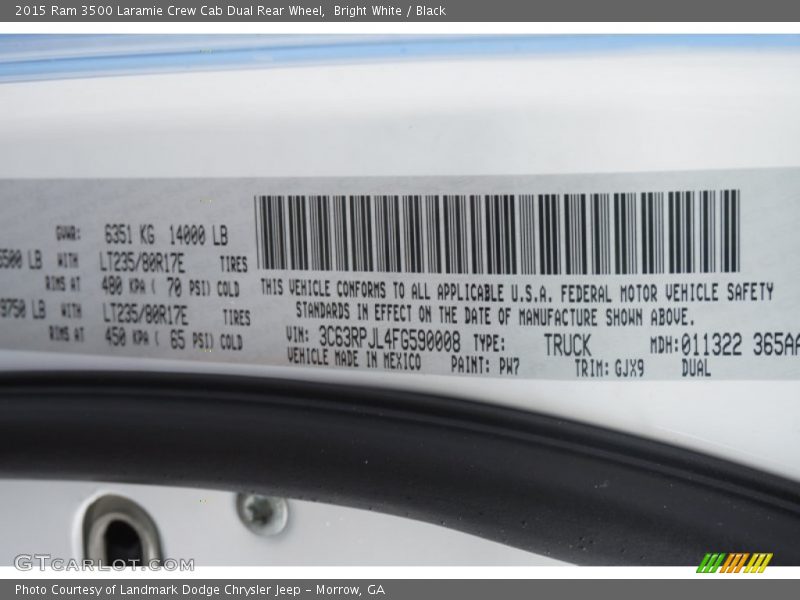 2015 Ram 3500 Laramie Crew Cab Dual Rear Wheel, Bright White / Black
GVWR: 6351 KG 14000 LB
6500 LB WITH LT235/80R17E TIRES
RIMS AT 480 KPA ( 70 PSI) COLD
9750 LB WITH LT235/80R17E TIRES
RIMS AT 450 KPA ( 65 PSI) COLD
THIS VEHICLE CONFORMS TO ALL APPLICABLE U.S.A. FEDERAL MOTOR VEHICLE SAFETY
STANDARDS IN EFFECT ON THE DATE OF MANUFACTURE SHOWN ABOVE.
VIN: 3C63RPJL4FG590008 TYPE: TRUCK MDH: 011322 365AA
VEHICLE MADE IN MEXICO PAINT: PW7 TRIM: GJX9 DUAL
GTCARLOT.COM
Photo Courtesy of Landmark Dodge Chrysler Jeep – Morrow, GA